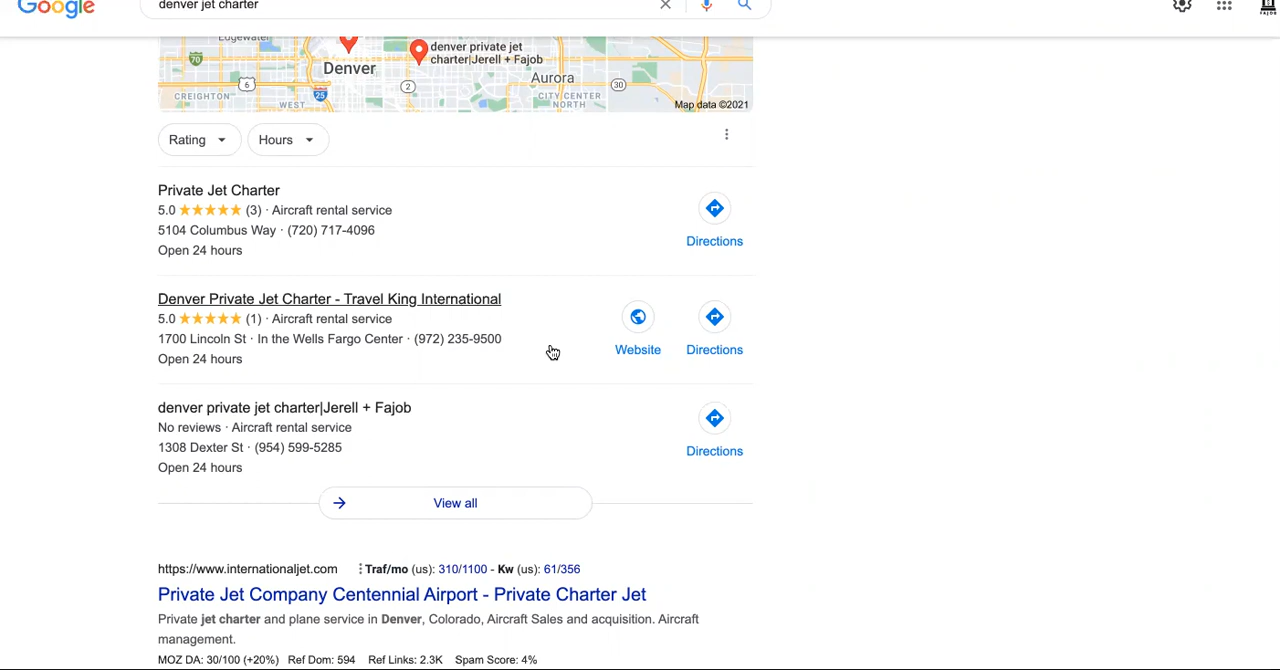 Google
denver jet charter
Edgewater
70
denver private jet
charter|Jerell + Fajob
Denver
Aurora
6
2
30
CREIGHTON
25
CITY CENTER
NORTH
WEST
Map data ©2021
Rating
Hours
Private Jet Charter
5.0 ★★★★★ (3) · Aircraft rental service
5104 Columbus Way · (720) 717-4096
Open 24 hours
Directions
Denver Private Jet Charter - Travel King International
5.0 ★★★★★ (1) · Aircraft rental service
1700 Lincoln St · In the Wells Fargo Center · (972) 235-9500
Open 24 hours
Website
Directions
denver private jet charter|Jerell + Fajob
No reviews · Aircraft rental service
1308 Dexter St · (954) 599-5285
Open 24 hours
Directions
View all
https://www.internationaljet.com ⋮Traf/mo (us): 310/1100 - Kw (us): 61/356
Private Jet Company Centennial Airport - Private Charter Jet
Private jet charter and plane service in Denver, Colorado, Aircraft Sales and acquisition. Aircraft
management.
MOZ DA: 30/100 (+20%) Ref Dom: 594 Ref Links: 2.3K Spam Score: 4%